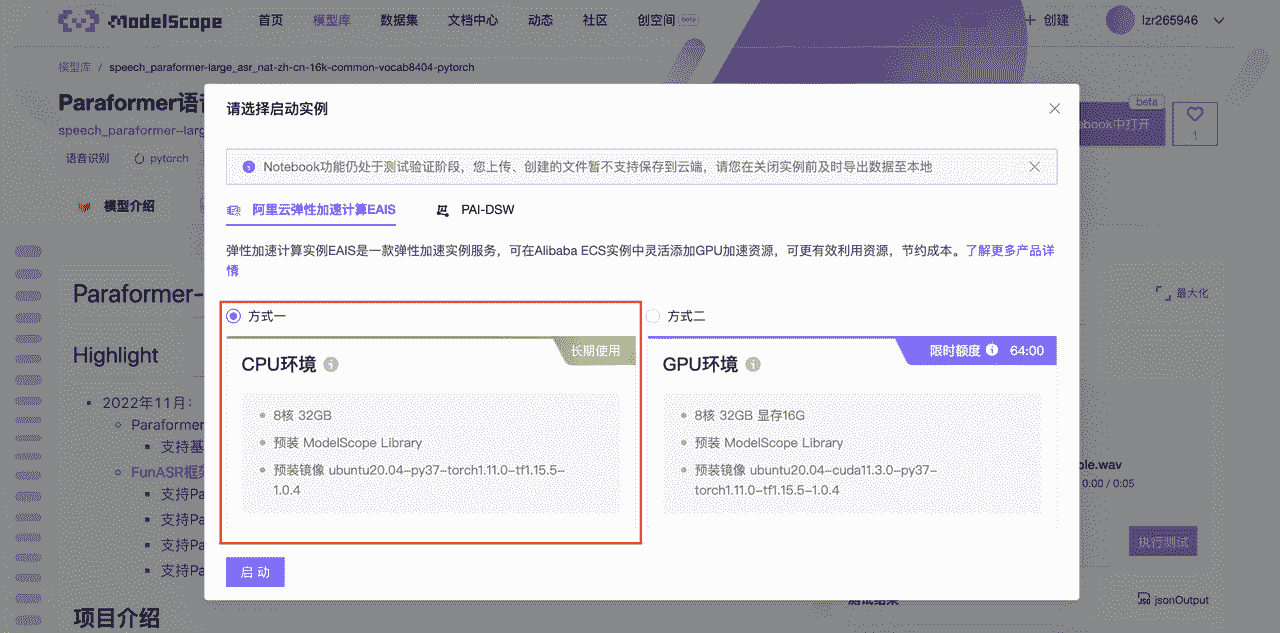 ModelScope 首页 模型库 数据集 文档中心 动态 社区 创空间 beta + 创建 lzr265946
模型库 / speech_paraformer-large_asr_nat-zh-cn-16k-common-vocab8404-pytorch
Paraformer语
speech_paraformer-larg
语音识别 pytorch
beta
ebook中打开
1
模型介绍
请选择启动实例
Notebook功能仍处于测试验证阶段，您上传、创建的文件暂不支持保存到云端，请您在关闭实例前及时导出数据至本地
阿里云弹性加速计算EAIS PAI-DSW
弹性加速计算实例EAIS是一款弹性加速实例服务，可在Alibaba ECS实例中灵活添加GPU加速资源，可更有效利用资源，节约成本。了解更多产品详
情
方式一
长期使用
CPU环境
8核 32GB
预装 ModelScope Library
预装镜像 ubuntu20.04-py37-torch1.11.0-tf1.15.5-
1.0.4
方式二
限时额度 64:00
GPU环境
8核 32GB 显存16G
预装 ModelScope Library
预装镜像 ubuntu20.04-cuda11.3.0-py37-
torch1.11.0-tf1.15.5-1.0.4
启 动
Paraformer-
最大化
Highlight
2022年11月：
Paraformer
支持基
FunASR框架
支持Pa
支持Pa
支持Pa
支持Pa
ple.wav
0:00 / 0:05
执行测试
项目介绍
测试结果
jsonOutput